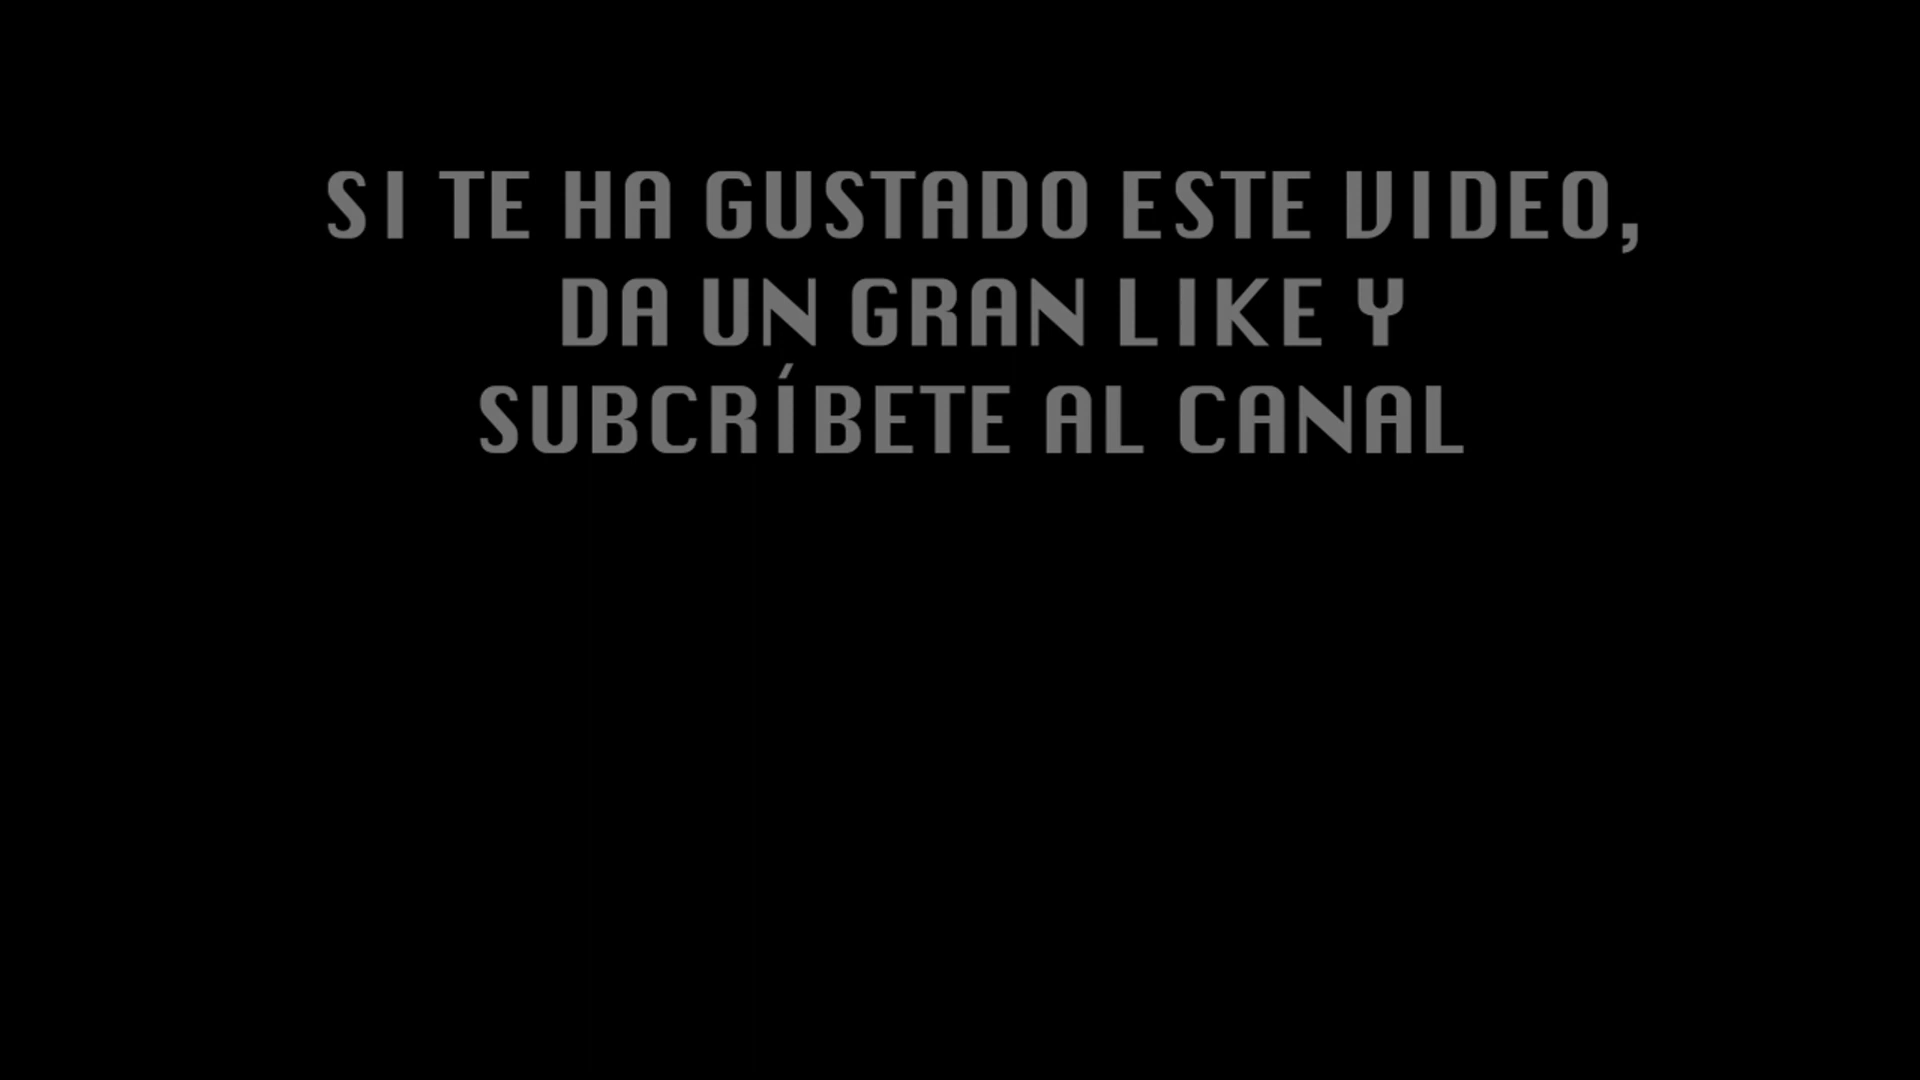 SI TE HA GUSTADO ESTE VIDEO,
DA UN GRAN LIKE Y
SUBCRÍBETE AL CANAL